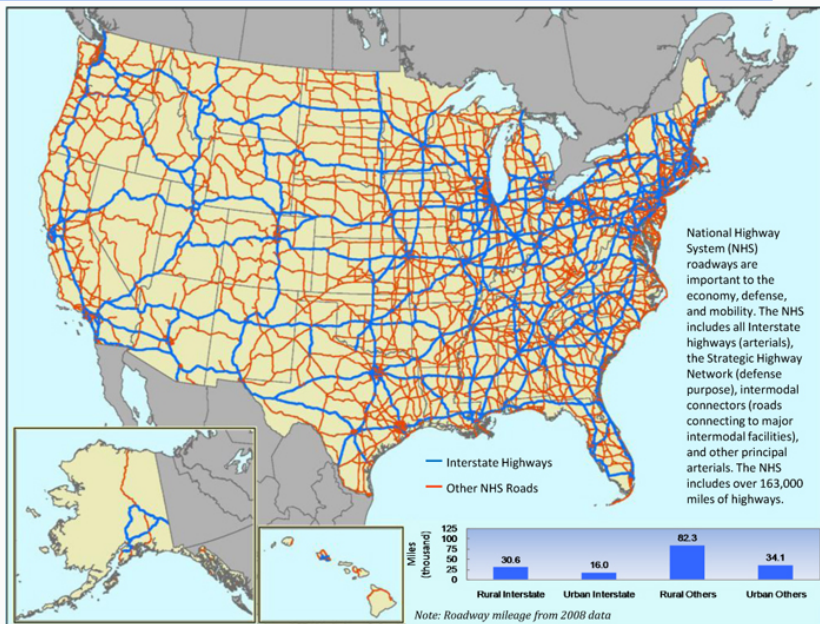 National Highway
System (NHS)
roadways are
important to the
economy, defense,
and mobility. The NHS
includes all Interstate
highways (arterials),
the Strategic Highway
Network (defense
purpose), intermodal
connectors (roads
connecting to major
intermodal facilities),
and other principal
arterials. The NHS
includes over 163,000
miles of highways.
Interstate Highways
Other NHS Roads
Miles
(thousand)
125
100
75
50
25
0
30.6
16.0
82.3
34.1
Rural Interstate
Urban Interstate
Rural Others
Urban Others
Note: Roadway mileage from 2008 data